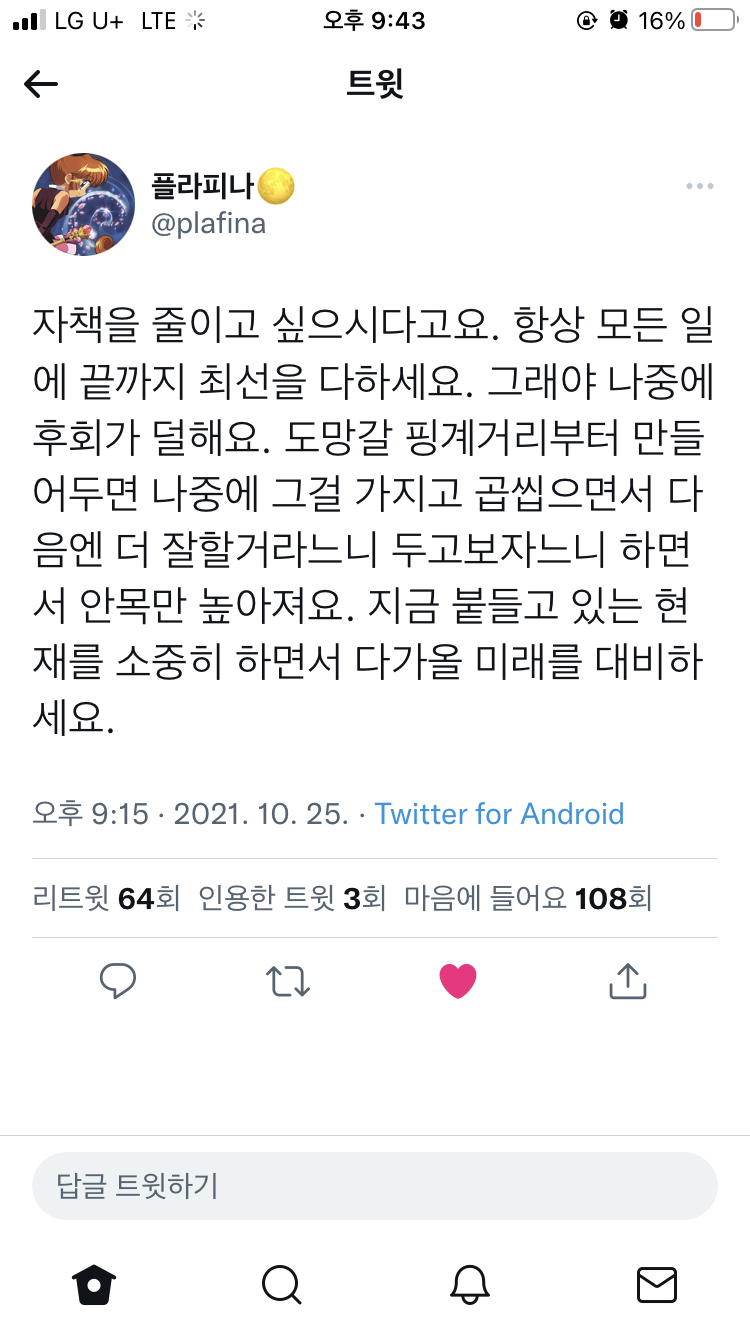 LG U+ LTE 오후 9:43 16%
트윗
플라피나🌕
@plafina
자책을 줄이고 싶으시다고요. 항상 모든 일
에 끝까지 최선을 다하세요. 그래야 나중에
후회가 덜해요. 도망갈 핑계거리부터 만들
어두면 나중에 그걸 가지고 곱씹으면서 다
음엔 더 잘할거라느니 두고보자느니 하면
서 안목만 높아져요. 지금 붙들고 있는 현
재를 소중히 하면서 다가올 미래를 대비하
세요.
오후 9:15 · 2021. 10. 25. · Twitter for Android
리트윗 64회 인용한 트윗 3회 마음에 들어요 108회
답글 트윗하기